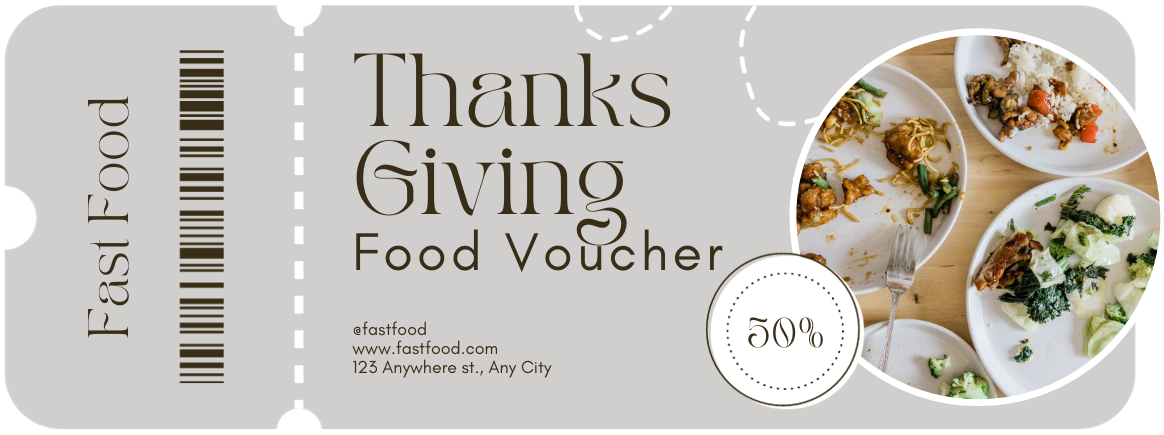 Fast Food
Thanks
Giving
Food Voucher
@fastfood
www.fastfood.com
123 Anywhere st., Any City
50%